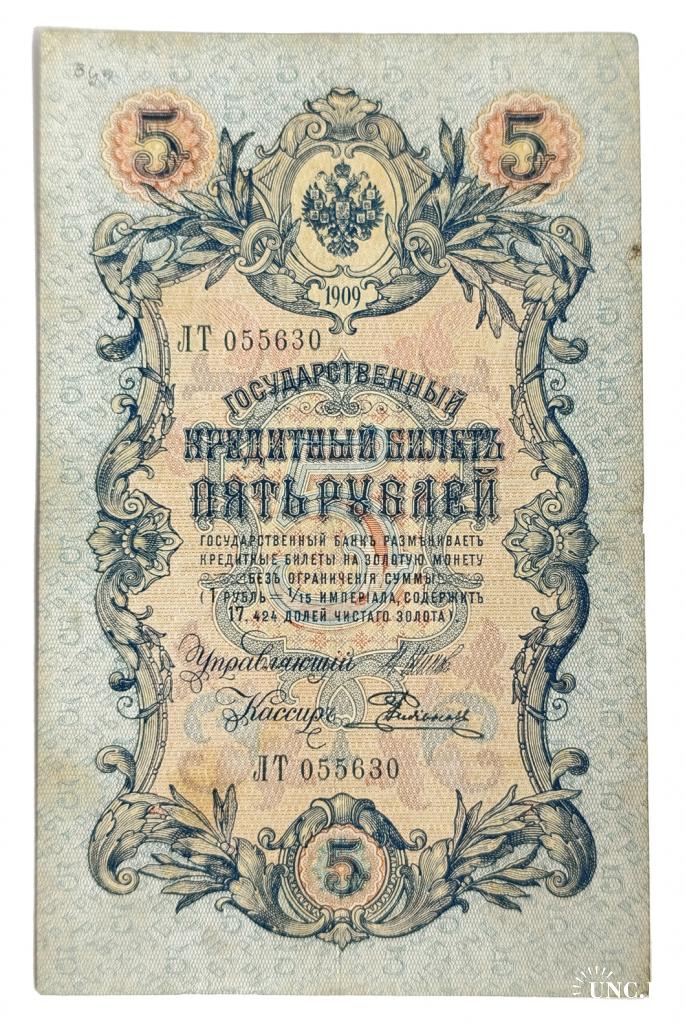 369
5 5
1909
ЛТ 055630
ГОСУДАРСТВЕННЫЙ
КРЕДИТНЫЙ БИЛЕТЪ
ПЯТЬ РУБЛЕЙ
ГОСУДАРСТВЕННЫЙ БАНКЪ РАЗМѢНИВАЕТЪ
КРЕДИТНЫЕ БИЛЕТЫ НА ЗОЛОТУЮ МОНЕТУ
БЕЗЪ ОГРАНИЧЕНІЯ СУММЫ
(1 РУБЛЬ = 1/15 ИМПЕРІАЛА, СОДЕРЖИТЪ
17, 424 ДОЛЕЙ ЧИСТАГО ЗОЛОТА).
Управляющій
Кассиръ
ЛТ 055630
5
UNC.